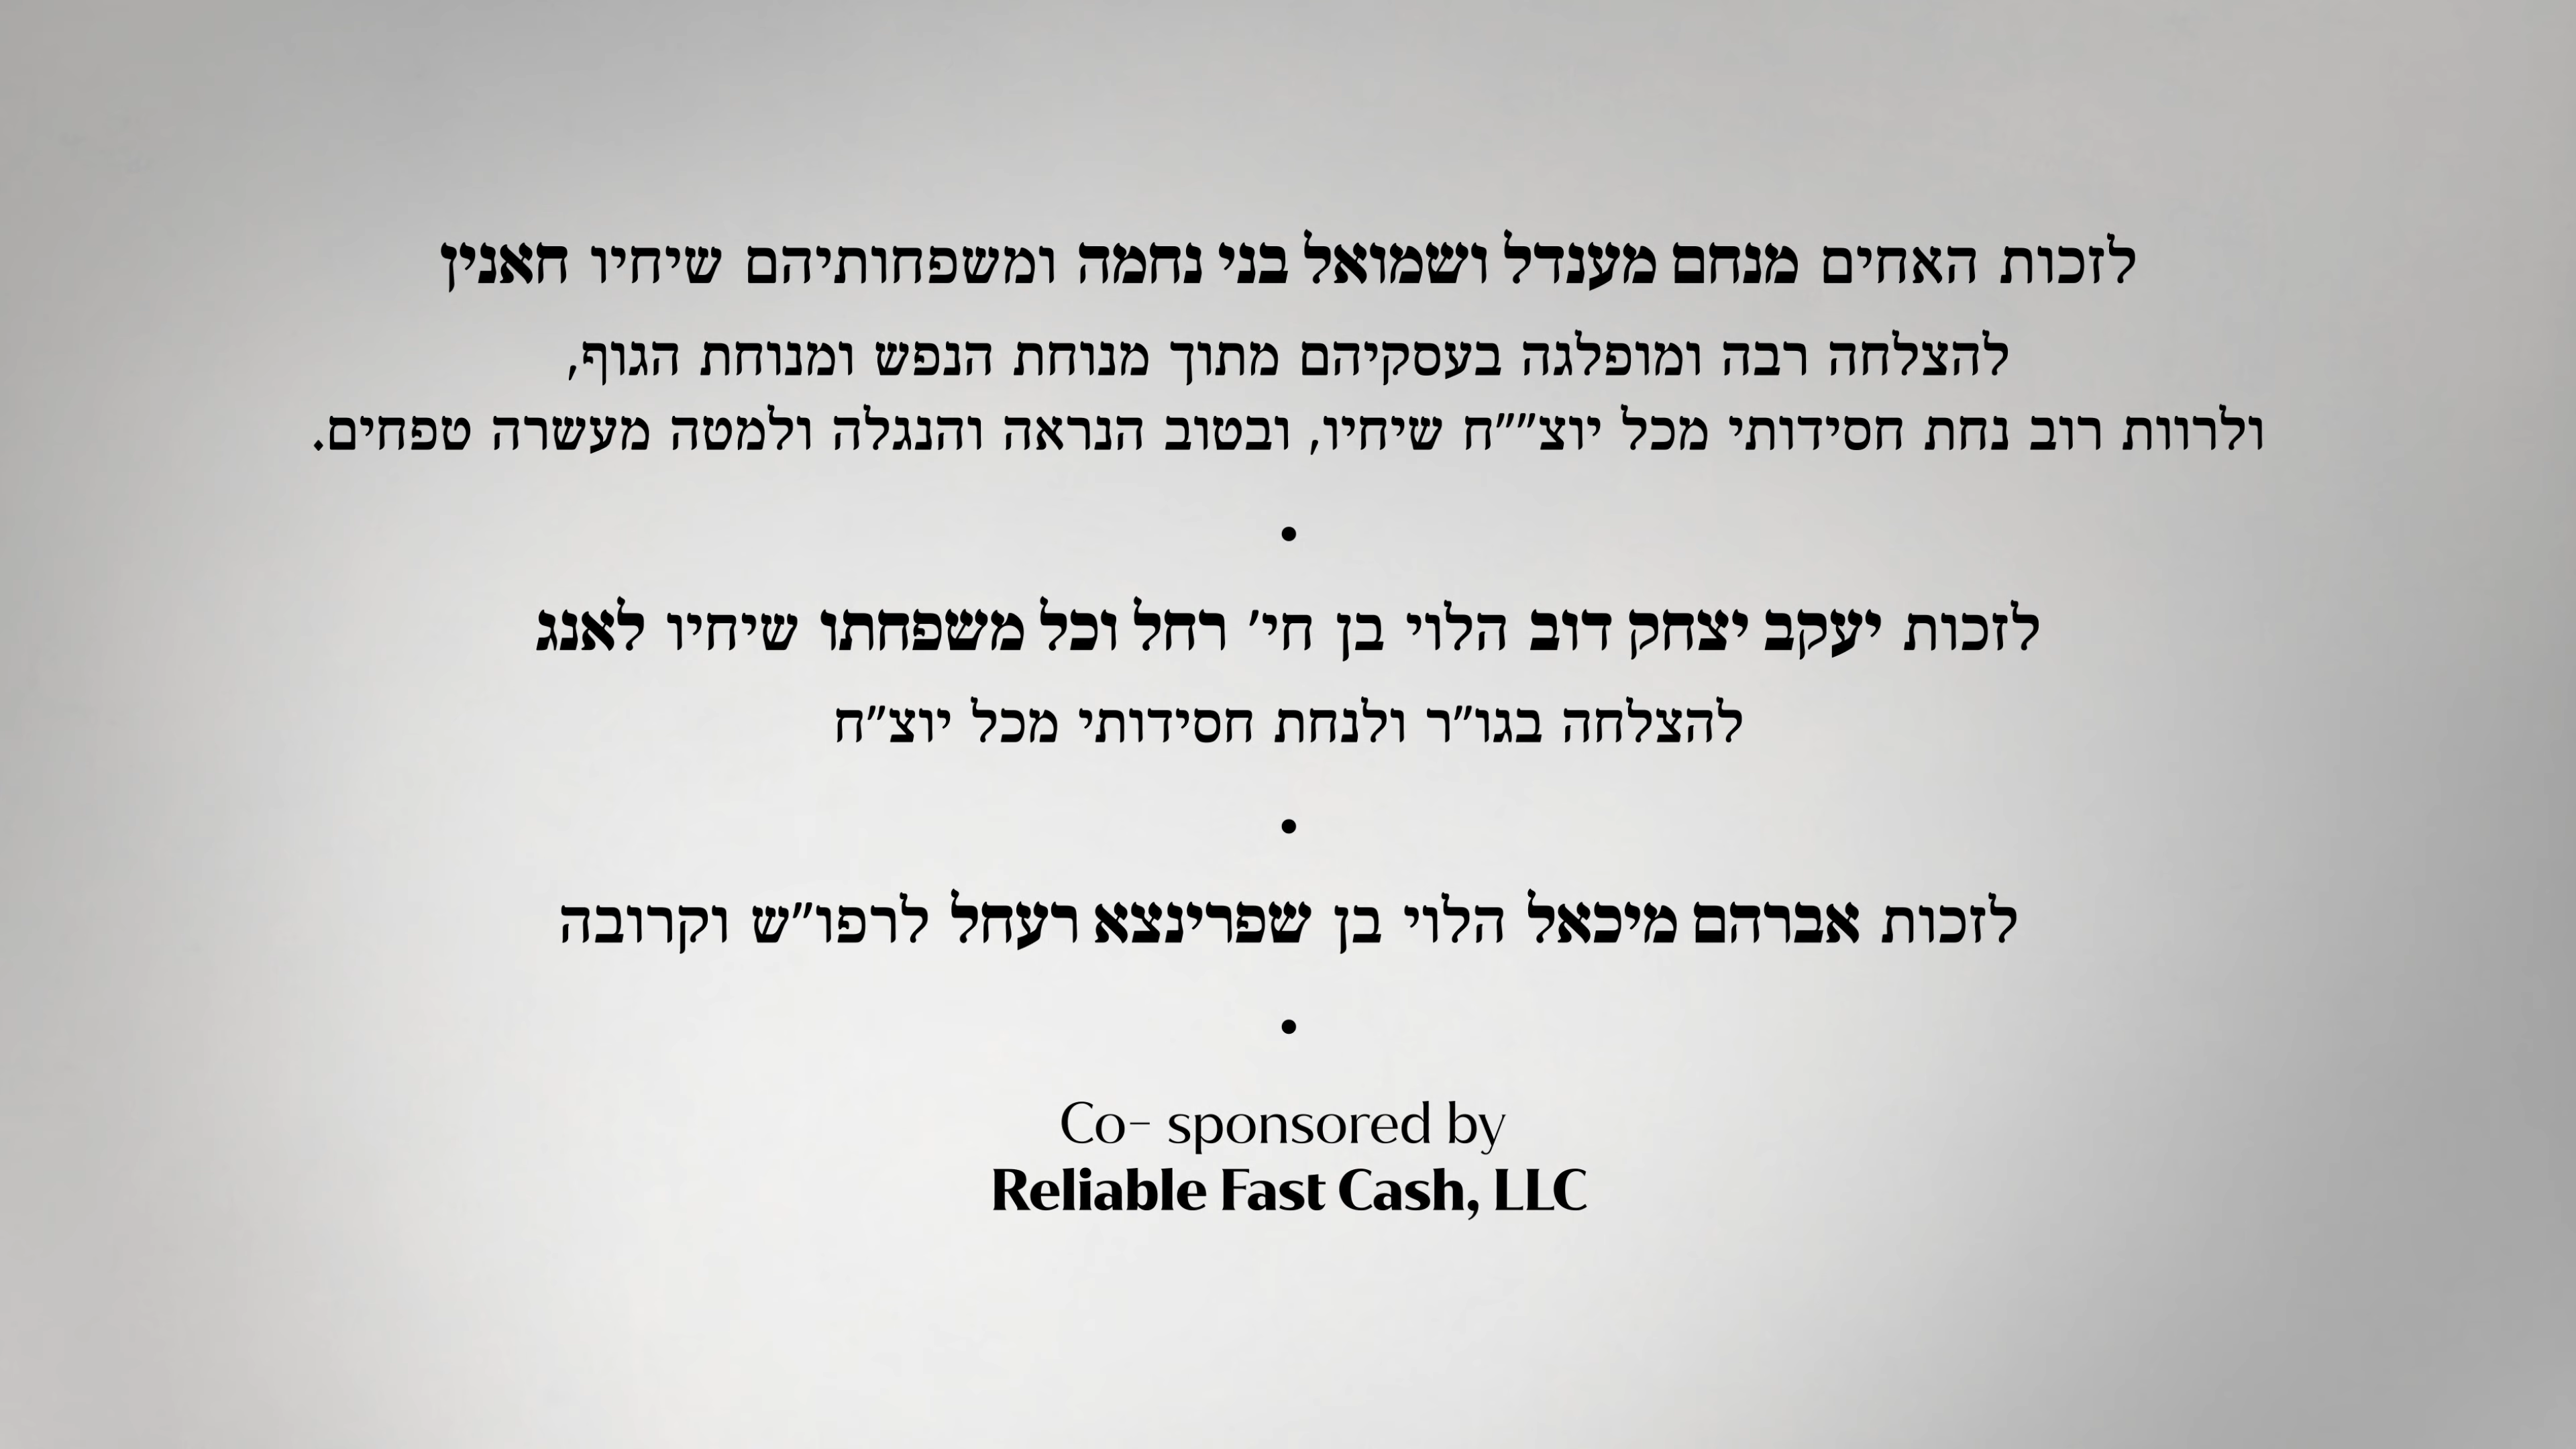 לזכות האחים מנחם מענדל ושמואל בני נחמה ומשפחותיהם שיחיו חאנין
להצלחה רבה ומופלגה בעסקיהם מתוך מנוחת הנפש ומנוחת הגוף,
ולרוות רוב נחת חסידותי מכל יוצ""ח שיחיו, ובטוב הנראה והנגלה ולמטה מעשרה טפחים.
•
לזכות יעקב יצחק דוב הלוי בן חי' רחל וכל משפחתו שיחיו לאנג
להצלחה בגו"ר ולנחת חסידותי מכל יוצ"ח
•
לזכות אברהם מיכאל הלוי בן שפרינצא רעחל לרפו"ש וקרובה
•
Co- sponsored by
Reliable Fast Cash, LLC